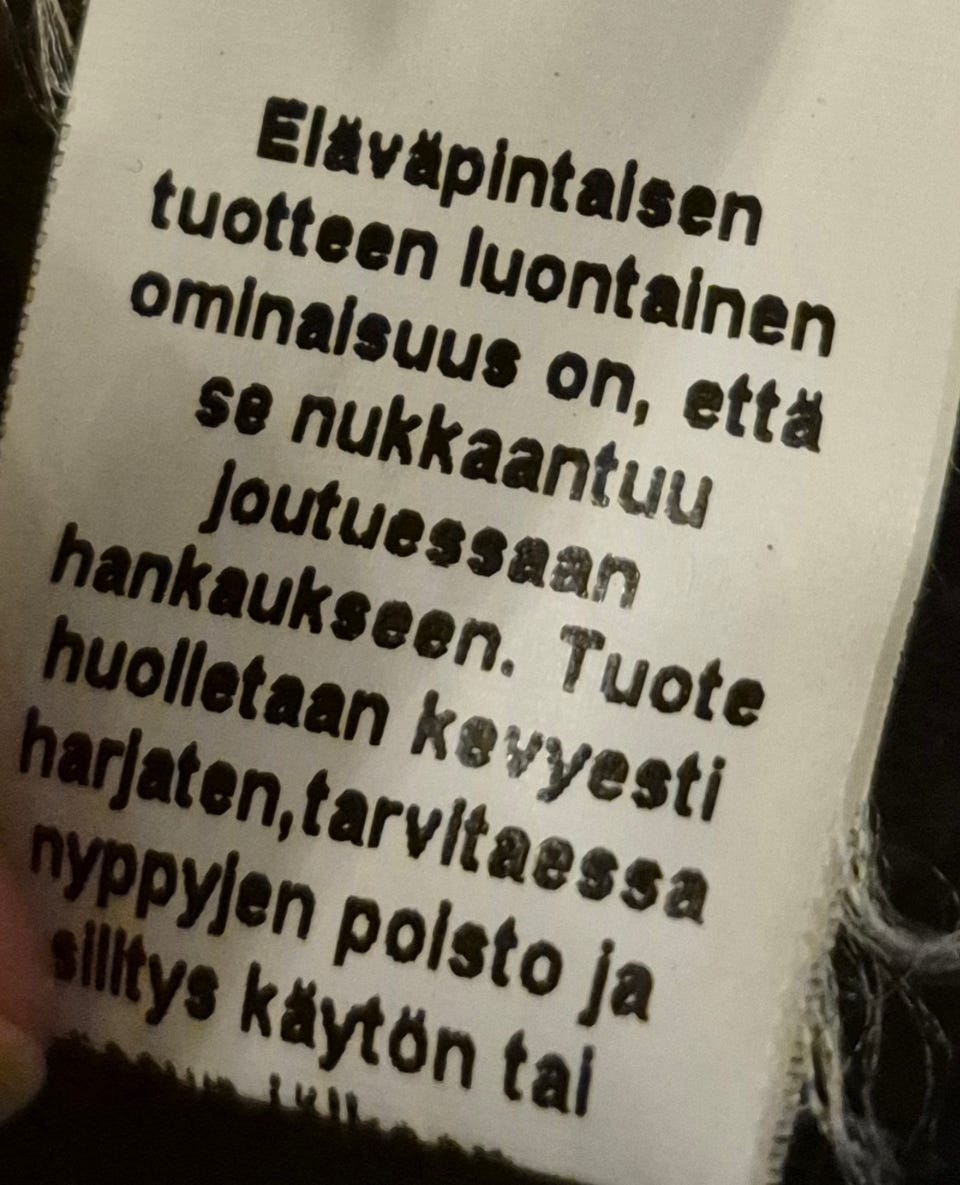 Eläväpintaisen
tuotteen luontainen
ominaisuus on, että
se nukkaantuu
joutuessaan
hankaukseen. Tuote
huolletaan kevyesti
harjaten,tarvitaessa
nyppyjen poisto ja
silitys käytön tai